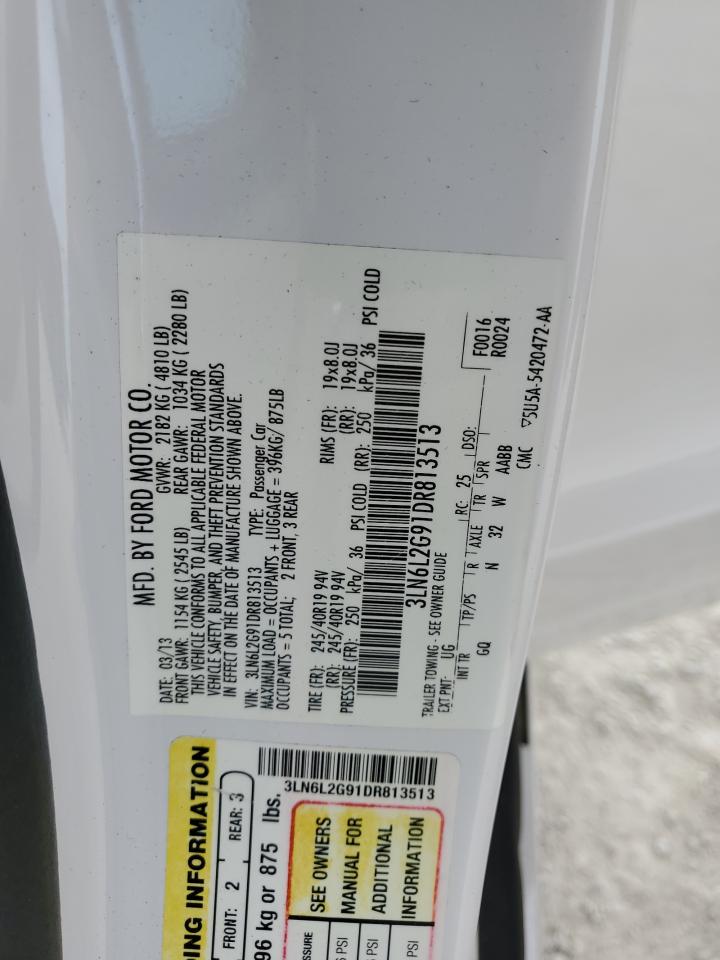 MFD. BY FORD MOTOR CO.
DATE: 03/13 GVWR: 2182 KG ( 4810 LB)
FRONT GAWR: 1154 KG ( 2545 LB) REAR GAWR: 1034 KG ( 2280 LB)
THIS VEHICLE CONFORMS TO ALL APPLICABLE FEDERAL MOTOR
VEHICLE SAFETY, BUMPER, AND THEFT PREVENTION STANDARDS
IN EFFECT ON THE DATE OF MANUFACTURE SHOWN ABOVE.
VIN: 3LN6L2G91DR813513 TYPE: Passenger Car
MAXIMUM LOAD = OCCUPANTS + LUGGAGE = 396KG/ 875LB
OCCUPANTS = 5 TOTAL; 2 FRONT, 3 REAR
TIRE (FR): 245/40R19 94V RIMS (FR): 19x8.0J
(RR): 245/40R19 94V (RR): 19x8.0J
PRESSURE (FR): 250 kPa/ 36 PSI COLD (RR): 250 kPa/ 36 PSI COLD
3LN6L2G91DR813513
TRAILER TOWING - SEE OWNER GUIDE
EXT PNT: UG RC: 25 DSO:
INT TR TP/PS R AXLE TR SPR
GQ N 32 W AABB
F0016
R0024
CMC 5U5A-5420472-AA
DING INFORMATION
FRONT: 2 REAR: 3
96 kg or 875 lbs.
3LN6L2G91DR813513
SEE OWNERS
MANUAL FOR
ADDITIONAL
INFORMATION
SSURE
PSI
PSI
PSI